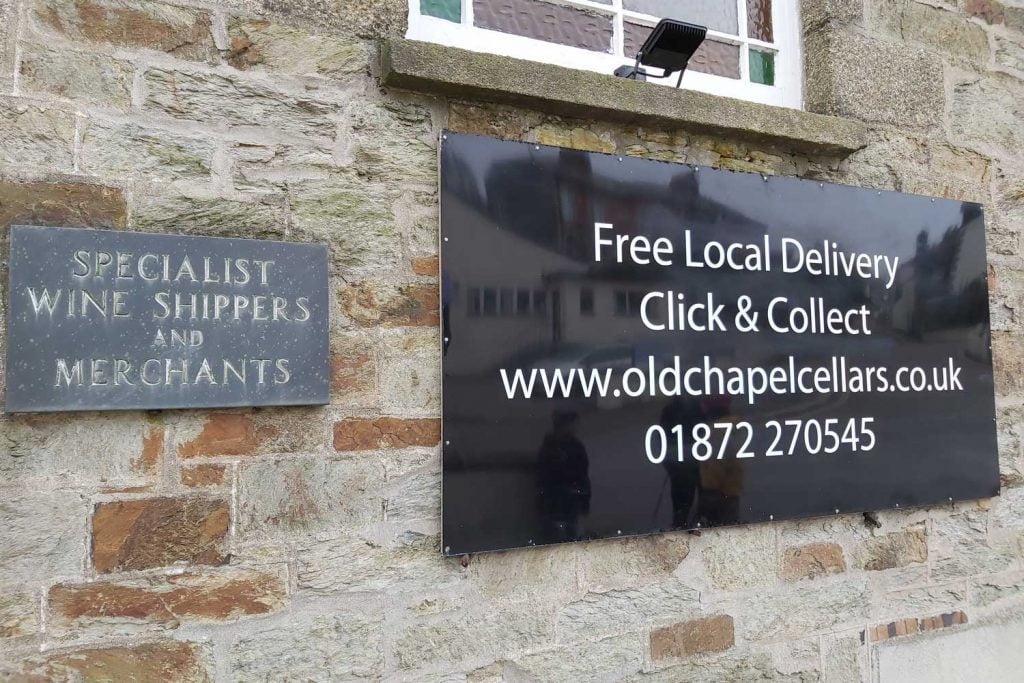 SPECIALIST
WINE SHIPPERS
AND
MERCHANTS
Free Local Delivery
Click & Collect
www.oldchapelcellars.co.uk
01872 270545